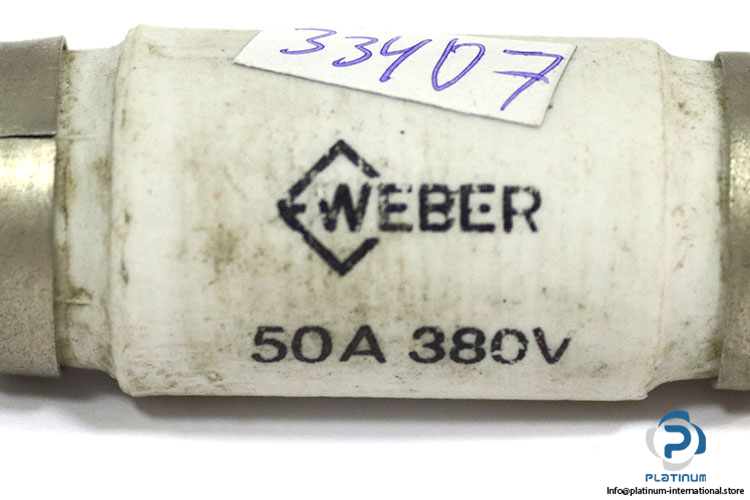 33407
WEBER
50A 380V
PLATINUM
Info@platinum-international.store